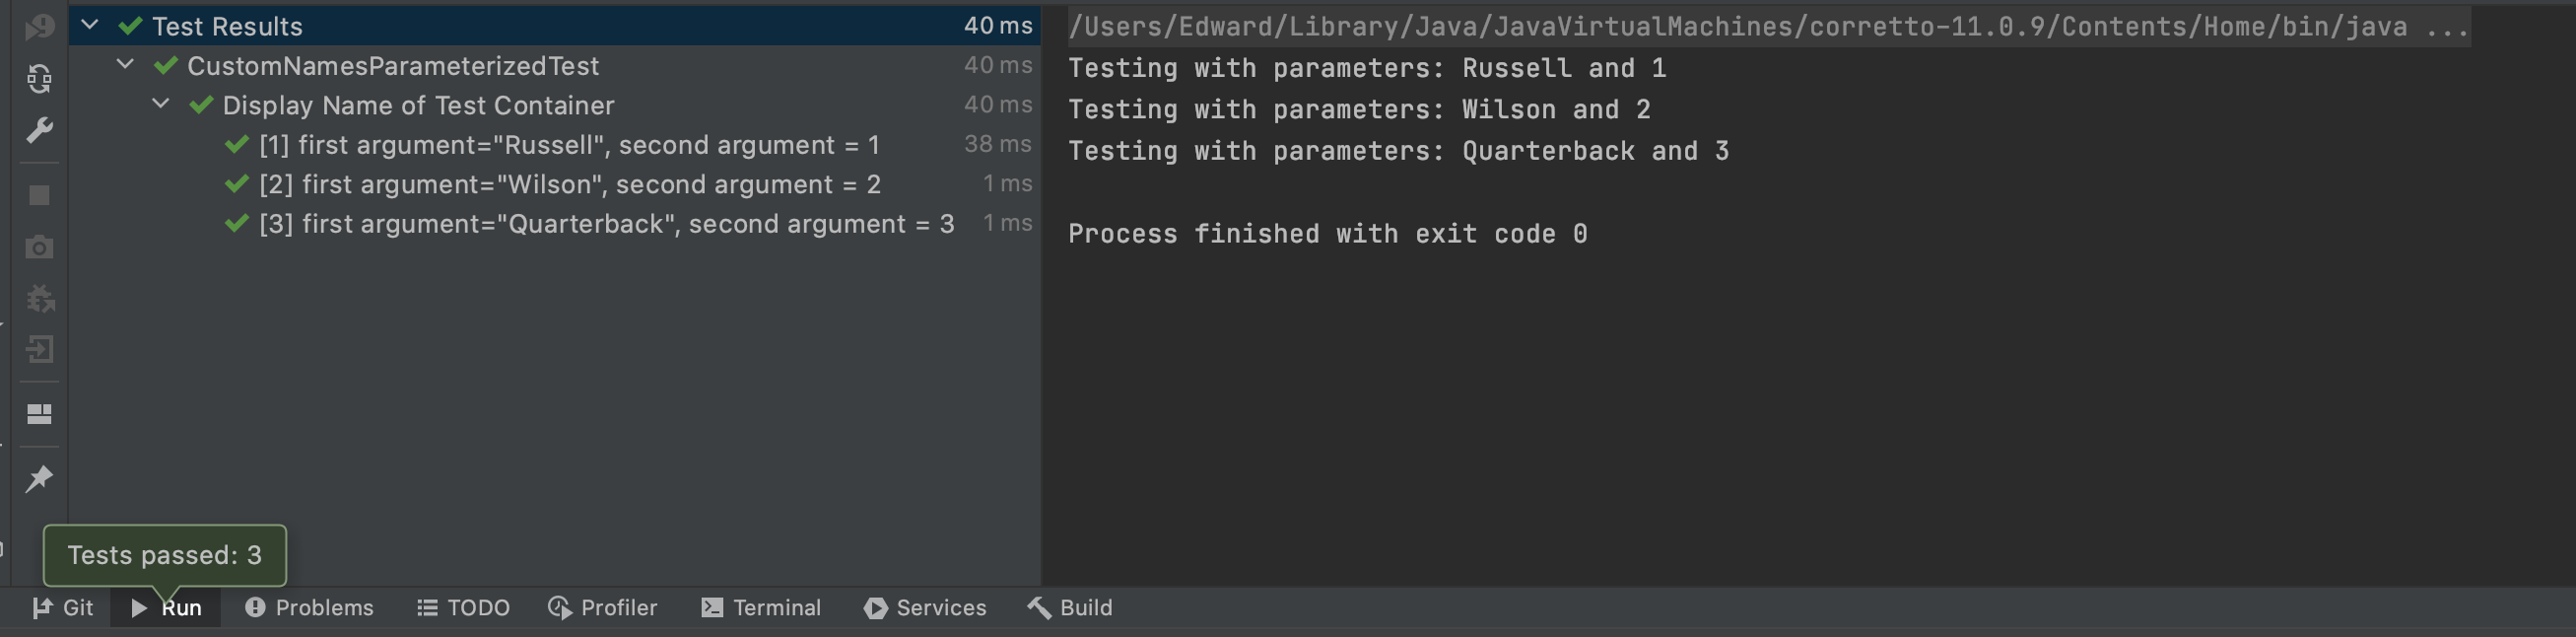 Test Results 40 ms
CustomNamesParameterizedTest 40 ms
Display Name of Test Container 40 ms
[1] first argument="Russell", second argument = 1 38 ms
[2] first argument="Wilson", second argument = 2 1 ms
[3] first argument="Quarterback", second argument = 3 1 ms
/Users/Edward/Library/Java/JavaVirtualMachines/corretto-11.0.9/Contents/Home/bin/java ...
Testing with parameters: Russell and 1
Testing with parameters: Wilson and 2
Testing with parameters: Quarterback and 3
Process finished with exit code 0
Tests passed: 3
Git Run Problems TODO Profiler Terminal Services Build